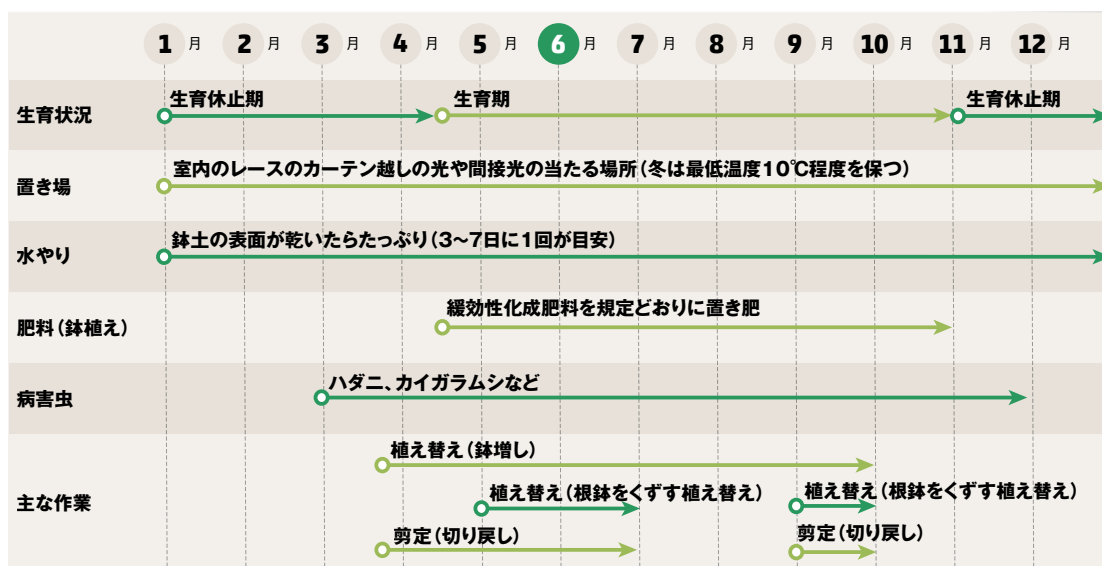 1月 2月 3月 4月 5月 6月 7月 8月 9月 10月 11月 12月
生育状況
生育休止期 生育期 生育休止期
置き場
室内のレースのカーテン越しの光や間接光の当たる場所（冬は最低温度10℃程度を保つ）
水やり
鉢土の表面が乾いたらたっぷり（3〜7日に1回が目安）
肥料（鉢植え）
緩効性化成肥料を規定どおりに置き肥
病害虫
ハダニ、カイガラムシなど
主な作業
植え替え（鉢増し）
植え替え（根鉢をくずす植え替え） 植え替え（根鉢をくずす植え替え）
剪定（切り戻し） 剪定（切り戻し）